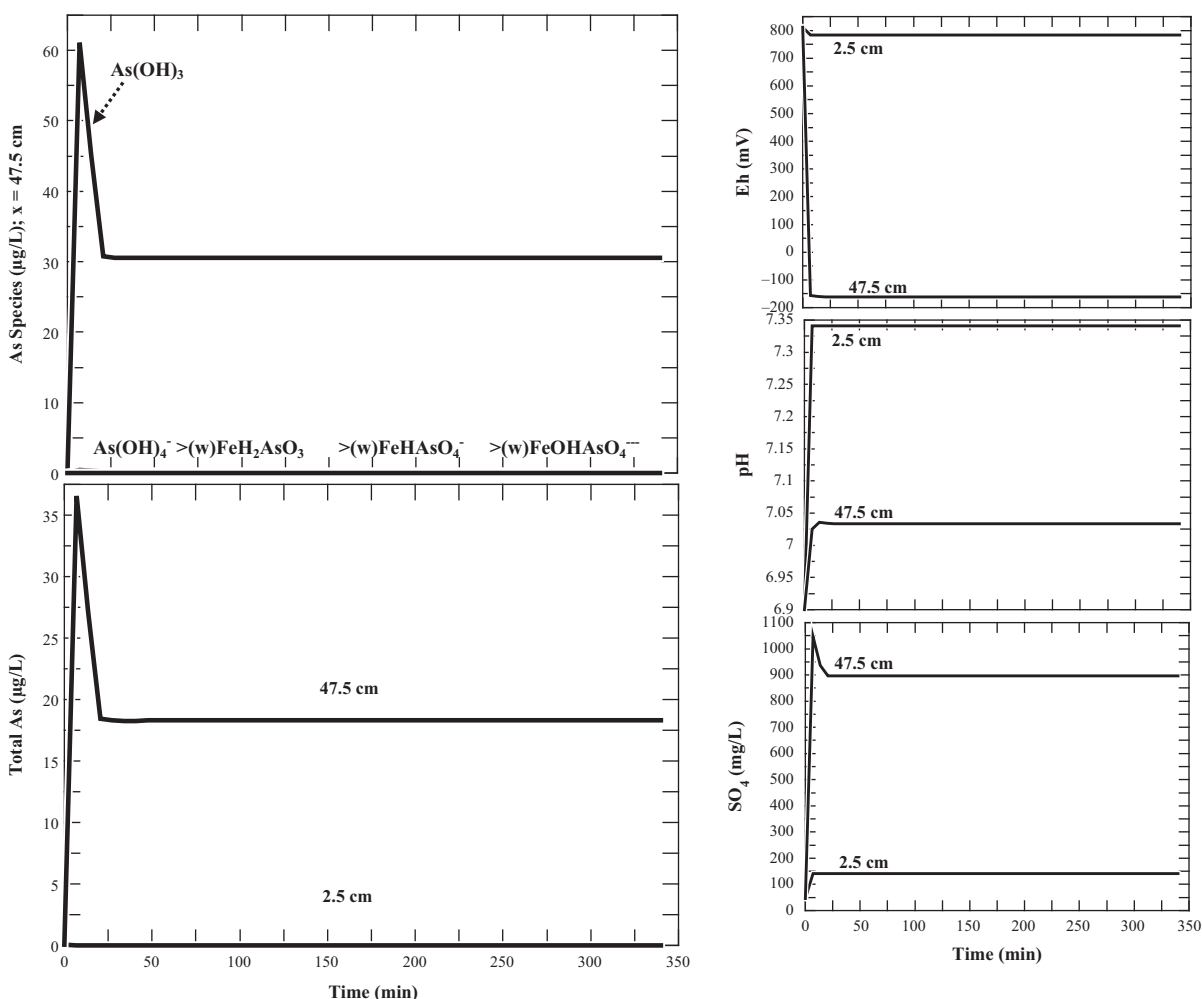 As Species (µg/L); x = 47.5 cm
60
50
40
30
20
10
0
As(OH)₃
As(OH)₄⁻ >(w)FeH₂AsO₃ >(w)FeHAsO₄⁻ >(w)FeOHAsO₄⁻⁻⁻
Total As (µg/L)
35
30
25
20
15
10
5
0
47.5 cm
2.5 cm
0 50 100 150 200 250 300 350
Time (min)
Eh (mV)
800
700
600
500
400
300
200
100
0
−100
−200
2.5 cm
47.5 cm
pH
7.35
7.3
7.25
7.2
7.15
7.1
7.05
7
6.95
6.9
2.5 cm
47.5 cm
SO₄ (mg/L)
1100
1000
900
800
700
600
500
400
300
200
100
0
47.5 cm
2.5 cm
0 50 100 150 200 250 300 350
Time (min)